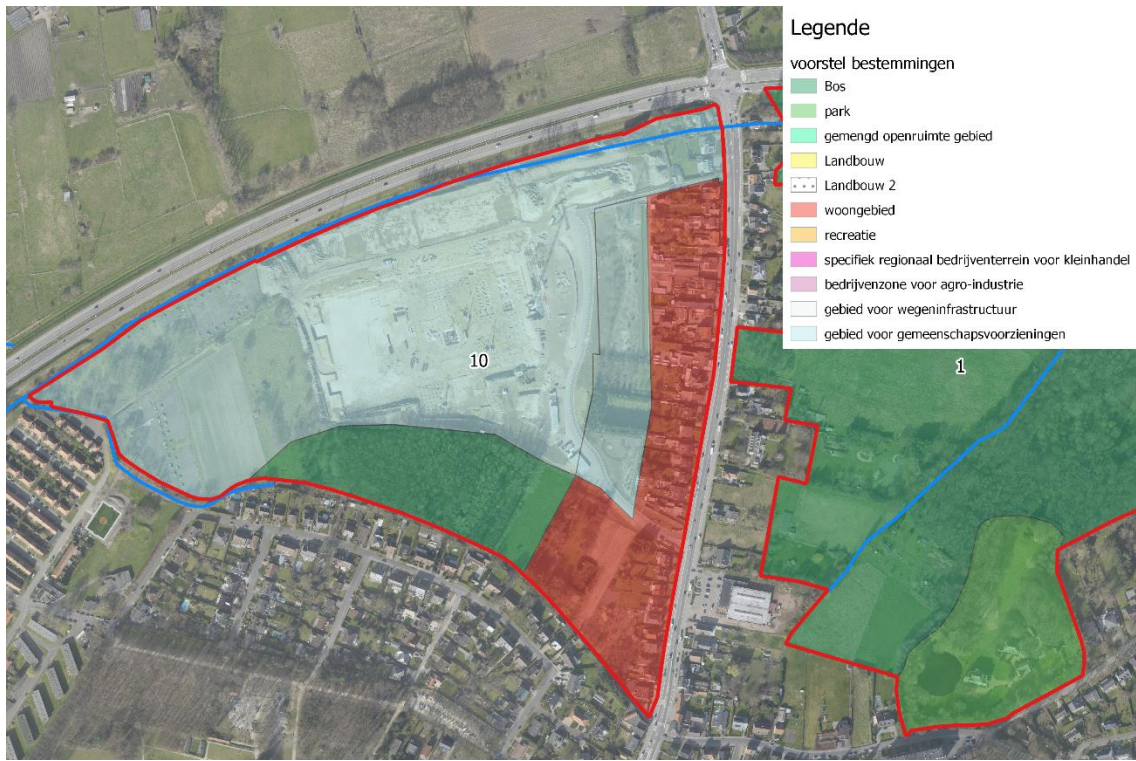 Legende
voorstel bestemmingen
Bos
park
gemengd openruimte gebied
Landbouw
Landbouw 2
woongebied
recreatie
specifiek regionaal bedrijventerrein voor kleinhandel
bedrijvenzone voor agro-industrie
gebied voor wegeninfrastructuur
gebied voor gemeenschapsvoorzieningen
10
1